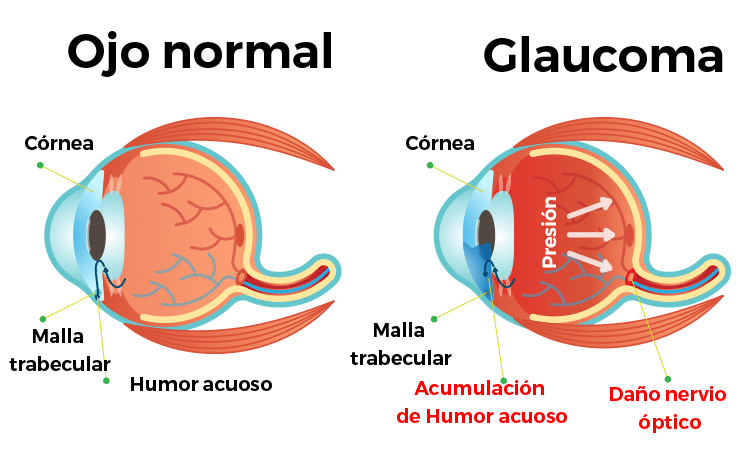 Ojo normal
Córnea
Malla
trabecular
Humor acuoso
Glaucoma
Córnea
Presión
Malla
trabecular
Acumulación
de Humor acuoso
Daño nervio
óptico